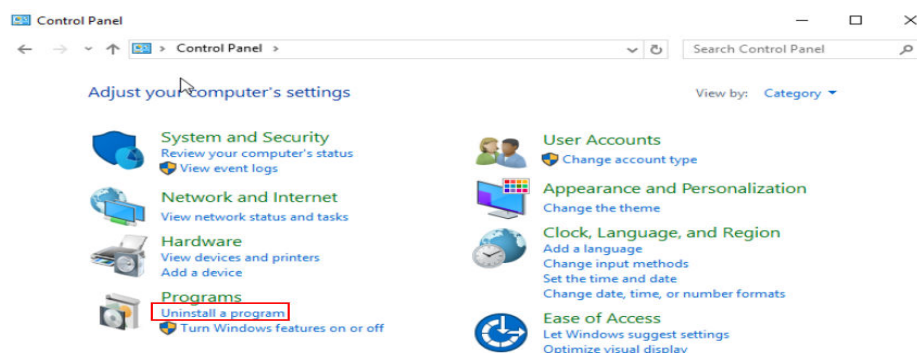 Control Panel
Control Panel
Search Control Panel
Adjust your computer's settings
View by: Category
System and Security
Review your computer's status
View event logs
Network and Internet
View network status and tasks
Hardware
View devices and printers
Add a device
Programs
Uninstall a program
Turn Windows features on or off
User Accounts
Change account type
Appearance and Personalization
Change the theme
Clock, Language, and Region
Add a language
Change input methods
Set the time and date
Change date, time, or number formats
Ease of Access
Let Windows suggest settings
Optimize visual display